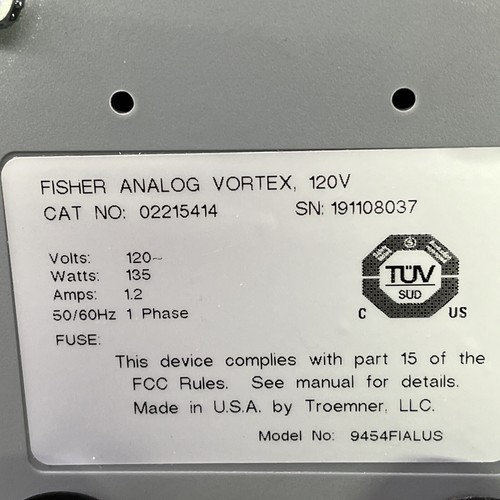 FISHER ANALOG VORTEX, 120V
CAT NO: 02215414 SN: 191108037
Volts: 120~
Watts: 135
Amps: 1.2
50/60Hz 1 Phase
FUSE:
TÜV
SÜD
C US
This device complies with part 15 of the
FCC Rules. See manual for details.
Made in U.S.A. by Troemner, LLC.
Model No: 9454FIALUS